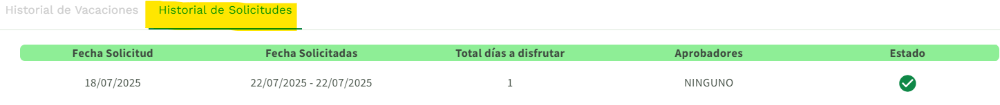 Historial de Vacaciones Historial de Solicitudes
Fecha Solicitud Fecha Solicitadas Total días a disfrutar Aprobadores Estado
18/07/2025 22/07/2025 - 22/07/2025 1 NINGUNO